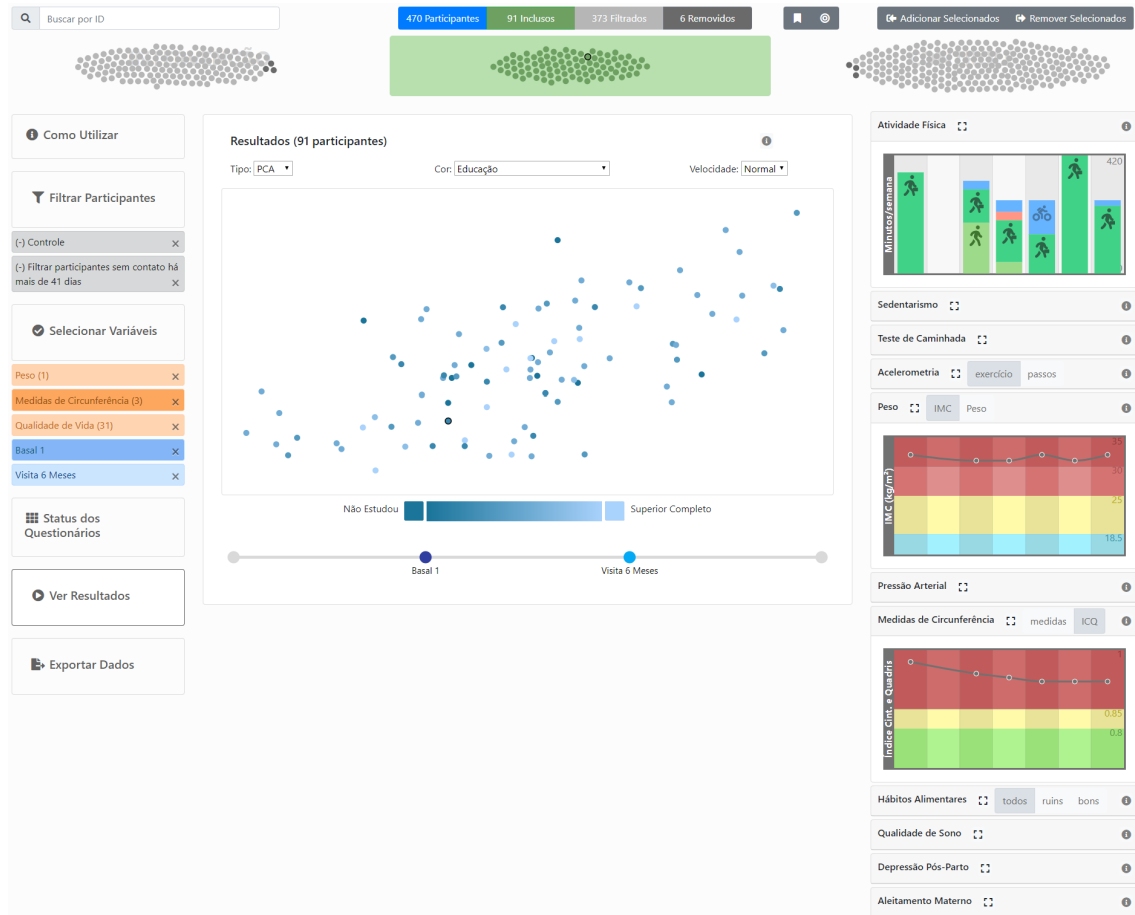 Buscar por ID
470 Participantes
91 Inclusos
373 Filtrados
6 Removidos
Adicionar Selecionados
Remover Selecionados
Como Utilizar
Filtrar Participantes
(-) Controle
(-) Filtrar participantes sem contato há
mais de 41 dias
Selecionar Variáveis
Peso (1)
Medidas de Circunferência (3)
Qualidade de Vida (31)
Basal 1
Visita 6 Meses
Status dos
Questionários
Ver Resultados
Exportar Dados
Resultados (91 participantes)
Tipo: PCA
Cor: Educação
Velocidade: Normal
Não Estudou
Superior Completo
Basal 1
Visita 6 Meses
Atividade Física
Minutos/semana
420
Sedentarismo
Teste de Caminhada
Acelerometria exercício passos
Peso IMC Peso
IMC (kg/m²)
35
30
25
18.5
Pressão Arterial
Medidas de Circunferência medidas ICQ
Índice Cint. e Quadris
1
0.85
0.8
Hábitos Alimentares todos ruins bons
Qualidade de Sono
Depressão Pós-Parto
Aleitamento Materno